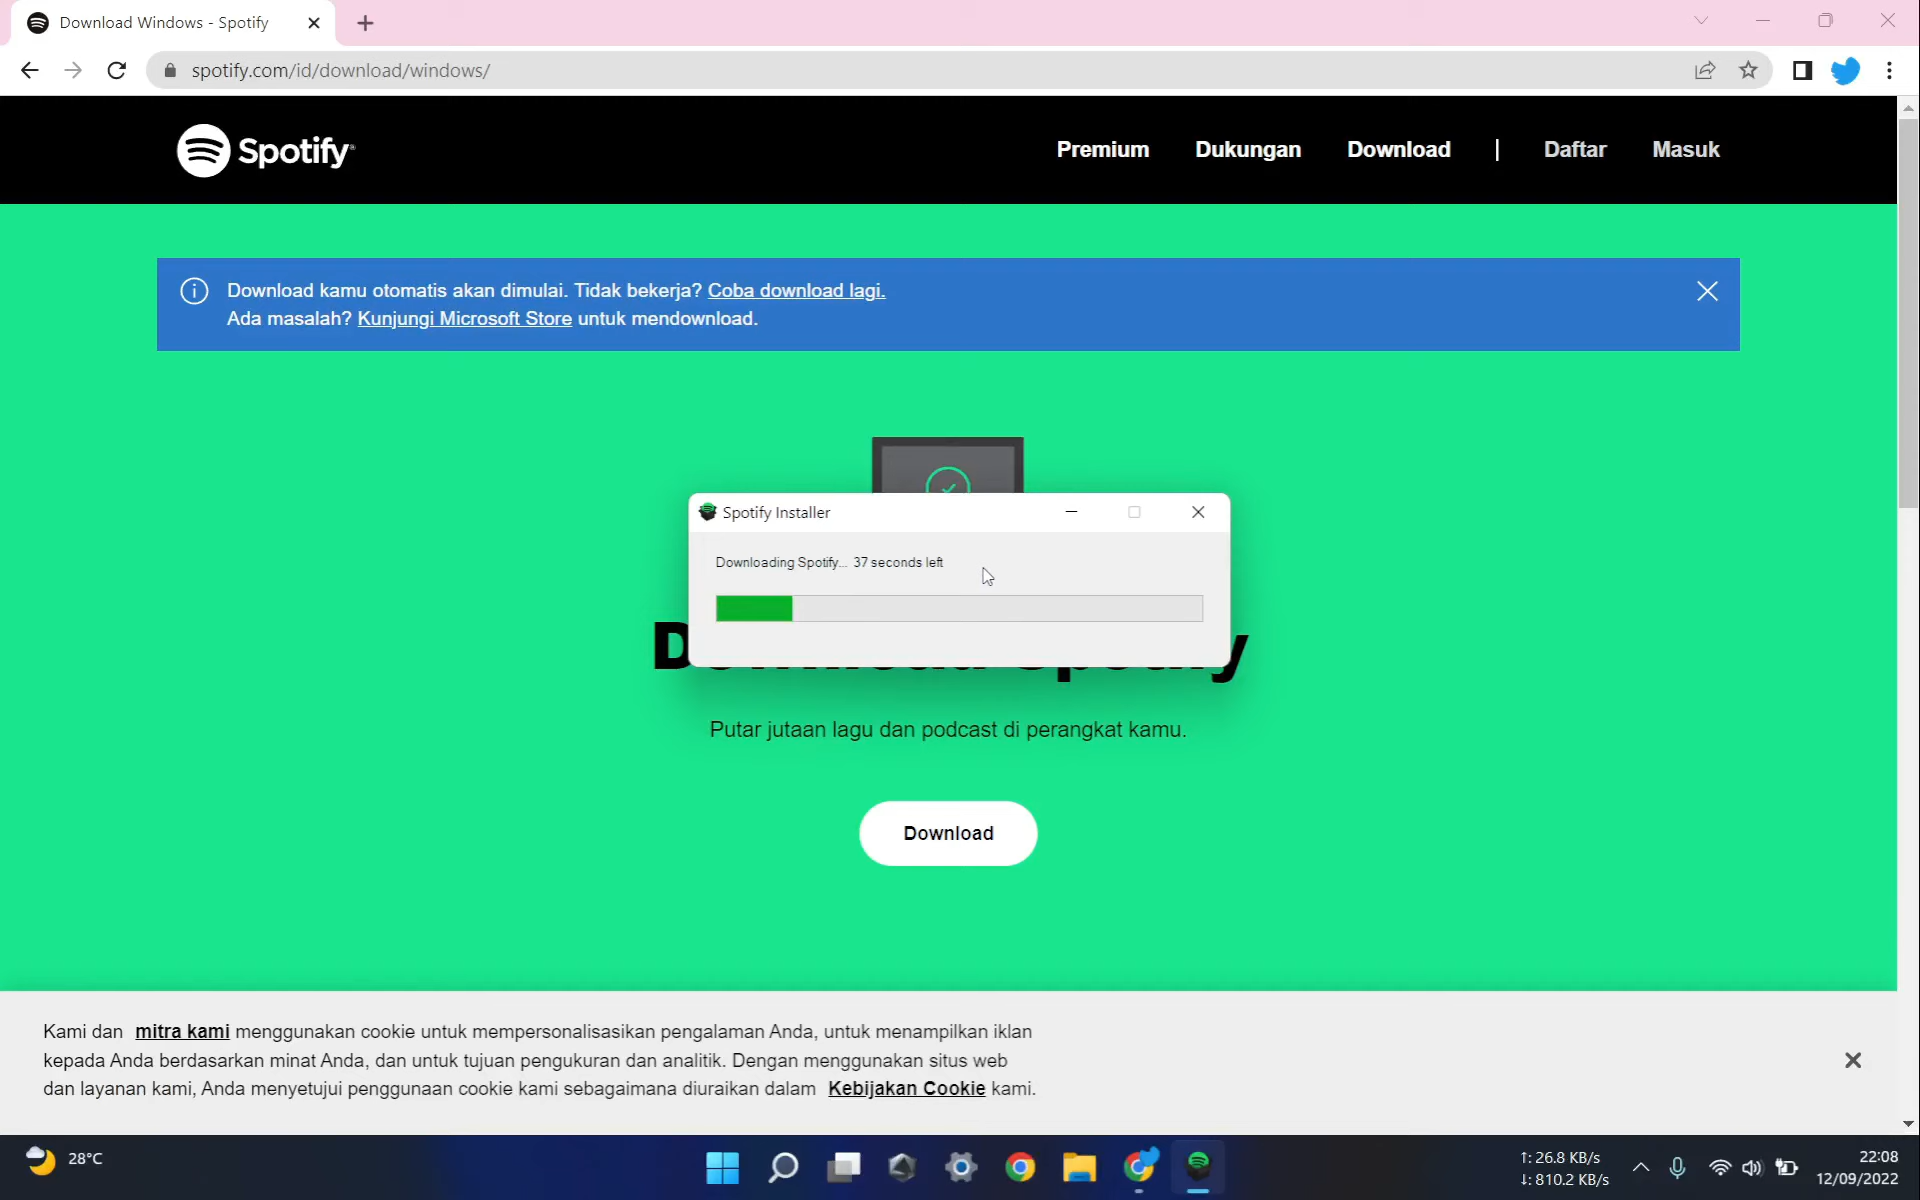 Download Windows - Spotify
spotify.com/id/download/windows/
Spotify
Premium
Dukungan
Download
|
Daftar
Masuk
Download kamu otomatis akan dimulai. Tidak bekerja? Coba download lagi.
Ada masalah? Kunjungi Microsoft Store untuk mendownload.
Spotify Installer
Downloading Spotify... 37 seconds left
Putar jutaan lagu dan podcast di perangkat kamu.
Download
Kami dan mitra kami menggunakan cookie untuk mempersonalisasikan pengalaman Anda, untuk menampilkan iklan
kepada Anda berdasarkan minat Anda, dan untuk tujuan pengukuran dan analitik. Dengan menggunakan situs web
dan layanan kami, Anda menyetujui penggunaan cookie kami sebagaimana diuraikan dalam Kebijakan Cookie kami.
28°C
↑: 26.8 KB/s
↓: 810.2 KB/s
22:08
12/09/2022